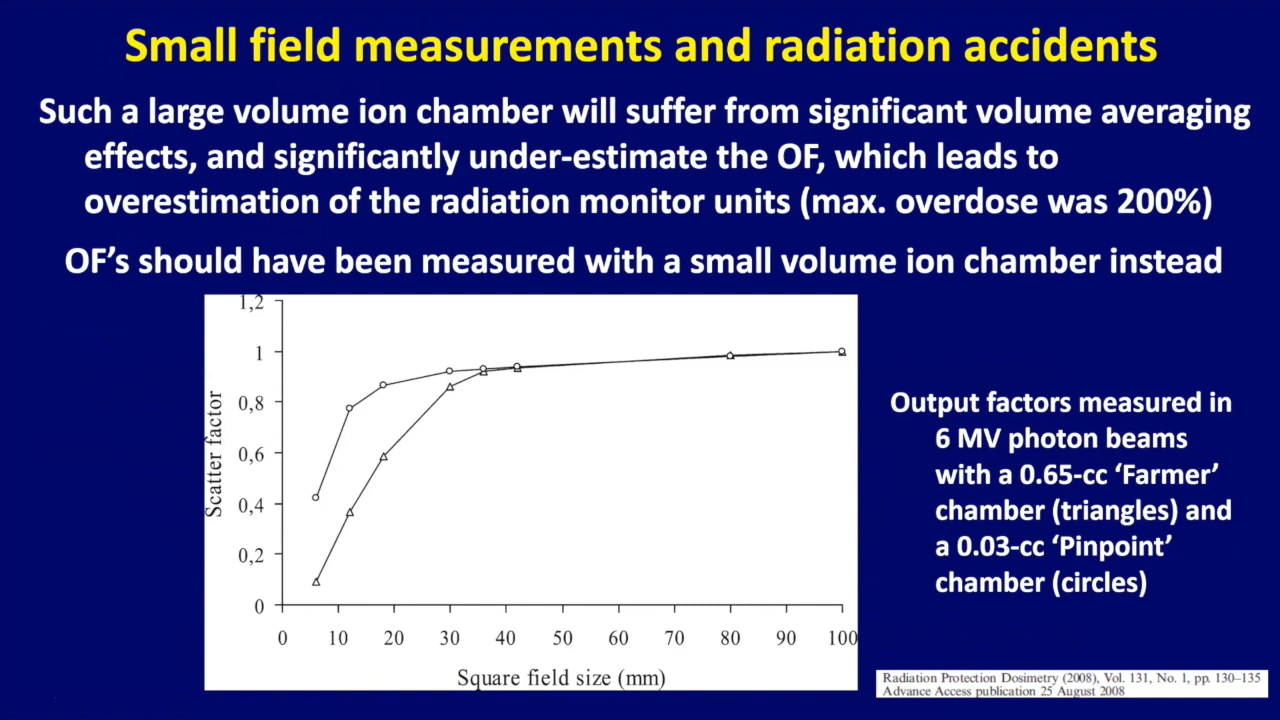 Small field measurements and radiation accidents
Such a large volume ion chamber will suffer from significant volume averaging
effects, and significantly under-estimate the OF, which leads to
overestimation of the radiation monitor units (max. overdose was 200%)
OF's should have been measured with a small volume ion chamber instead
1,2
1
0,8
0,6
0,4
0,2
0
Scatter factor
0 10 20 30 40 50 60 70 80 90 100
Square field size (mm)
Output factors measured in
6 MV photon beams
with a 0.65-cc ‘Farmer’
chamber (triangles) and
a 0.03-cc ‘Pinpoint’
chamber (circles)
Radiation Protection Dosimetry (2008), Vol. 131, No. 1, pp. 130–135
Advance Access publication 25 August 2008